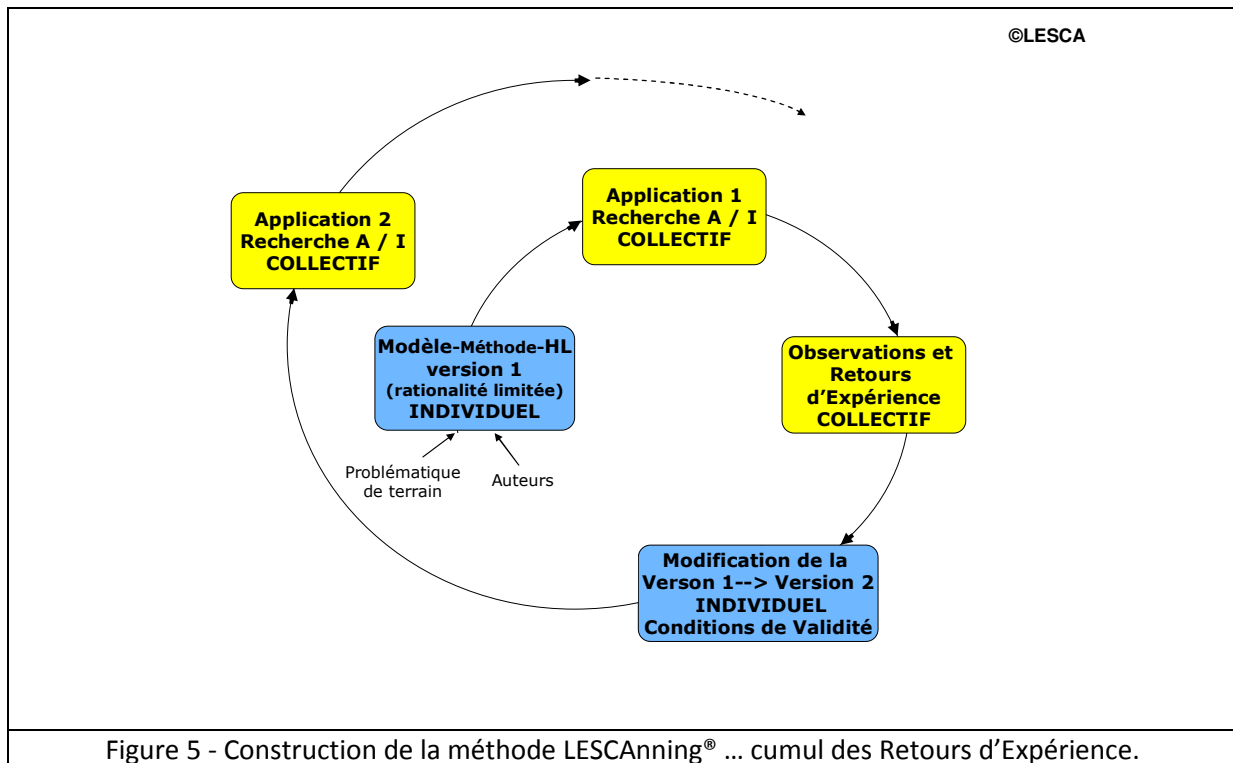 ©LESCA
Application 1
Recherche A / I
COLLECTIF
Application 2
Recherche A / I
COLLECTIF
Modèle-Méthode-HL
version 1
(rationalité limitée)
INDIVIDUEL
Observations et
Retours
d’Expérience
COLLECTIF
Problématique
de terrain
Auteurs
Modification de la
Verson 1--> Version 2
INDIVIDUEL
Conditions de Validité
Figure 5 - Construction de la méthode LESCAnning® … cumul des Retours d’Expérience.